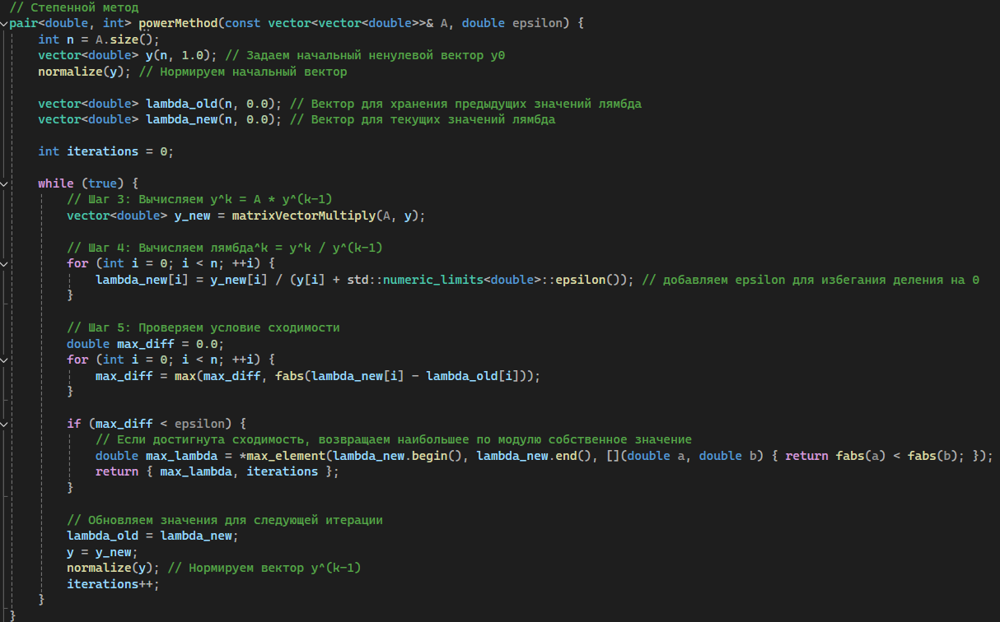 // Степенной метод
pair<double, int> powerMethod(const vector<vector<double>>& A, double epsilon) {
    int n = A.size();
    vector<double> y(n, 1.0); // Задаем начальный ненулевой вектор y0
    normalize(y); // Нормируем начальный вектор

    vector<double> lambda_old(n, 0.0); // Вектор для хранения предыдущих значений лямбда
    vector<double> lambda_new(n, 0.0); // Вектор для текущих значений лямбда

    int iterations = 0;

    while (true) {
        // Шаг 3: Вычисляем y^k = A * y^(k-1)
        vector<double> y_new = matrixVectorMultiply(A, y);

        // Шаг 4: Вычисляем лямбда^k = y^k / y^(k-1)
        for (int i = 0; i < n; ++i) {
            lambda_new[i] = y_new[i] / (y[i] + std::numeric_limits<double>::epsilon()); // добавляем epsilon для избегания деления на 0
        }

        // Шаг 5: Проверяем условие сходимости
        double max_diff = 0.0;
        for (int i = 0; i < n; ++i) {
            max_diff = max(max_diff, fabs(lambda_new[i] - lambda_old[i]));
        }

        if (max_diff < epsilon) {
            // Если достигнута сходимость, возвращаем наибольшее по модулю собственное значение
            double max_lambda = *max_element(lambda_new.begin(), lambda_new.end(), [](double a, double b) { return fabs(a) < fabs(b); });
            return { max_lambda, iterations };
        }

        // Обновляем значения для следующей итерации
        lambda_old = lambda_new;
        y = y_new;
        normalize(y); // Нормируем вектор y^(k-1)
        iterations++;
    }
}